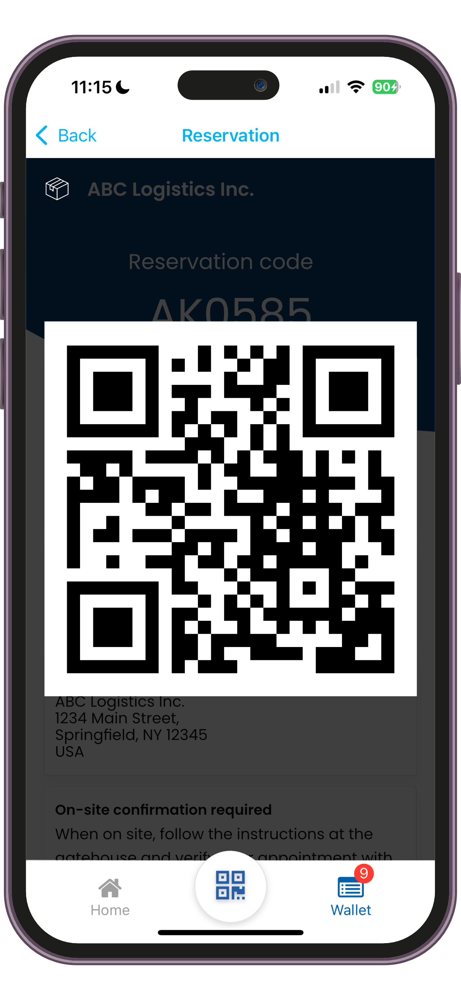 11:15
90
Back
Reservation
ABC Logistics Inc.
Reservation code
AK0585
ABC Logistics Inc.
1234 Main Street,
Springfield, NY 12345
USA
On-site confirmation required
When on site, follow the instructions at the
gatehouse and verify appointment with
9
Home
Wallet